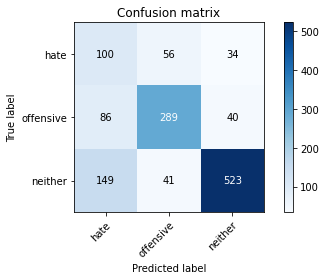 Confusion matrix
True label
hate 100 56 34
offensive 86 289 40
neither 149 41 523
hate offensive neither
Predicted label
500
400
300
200
100